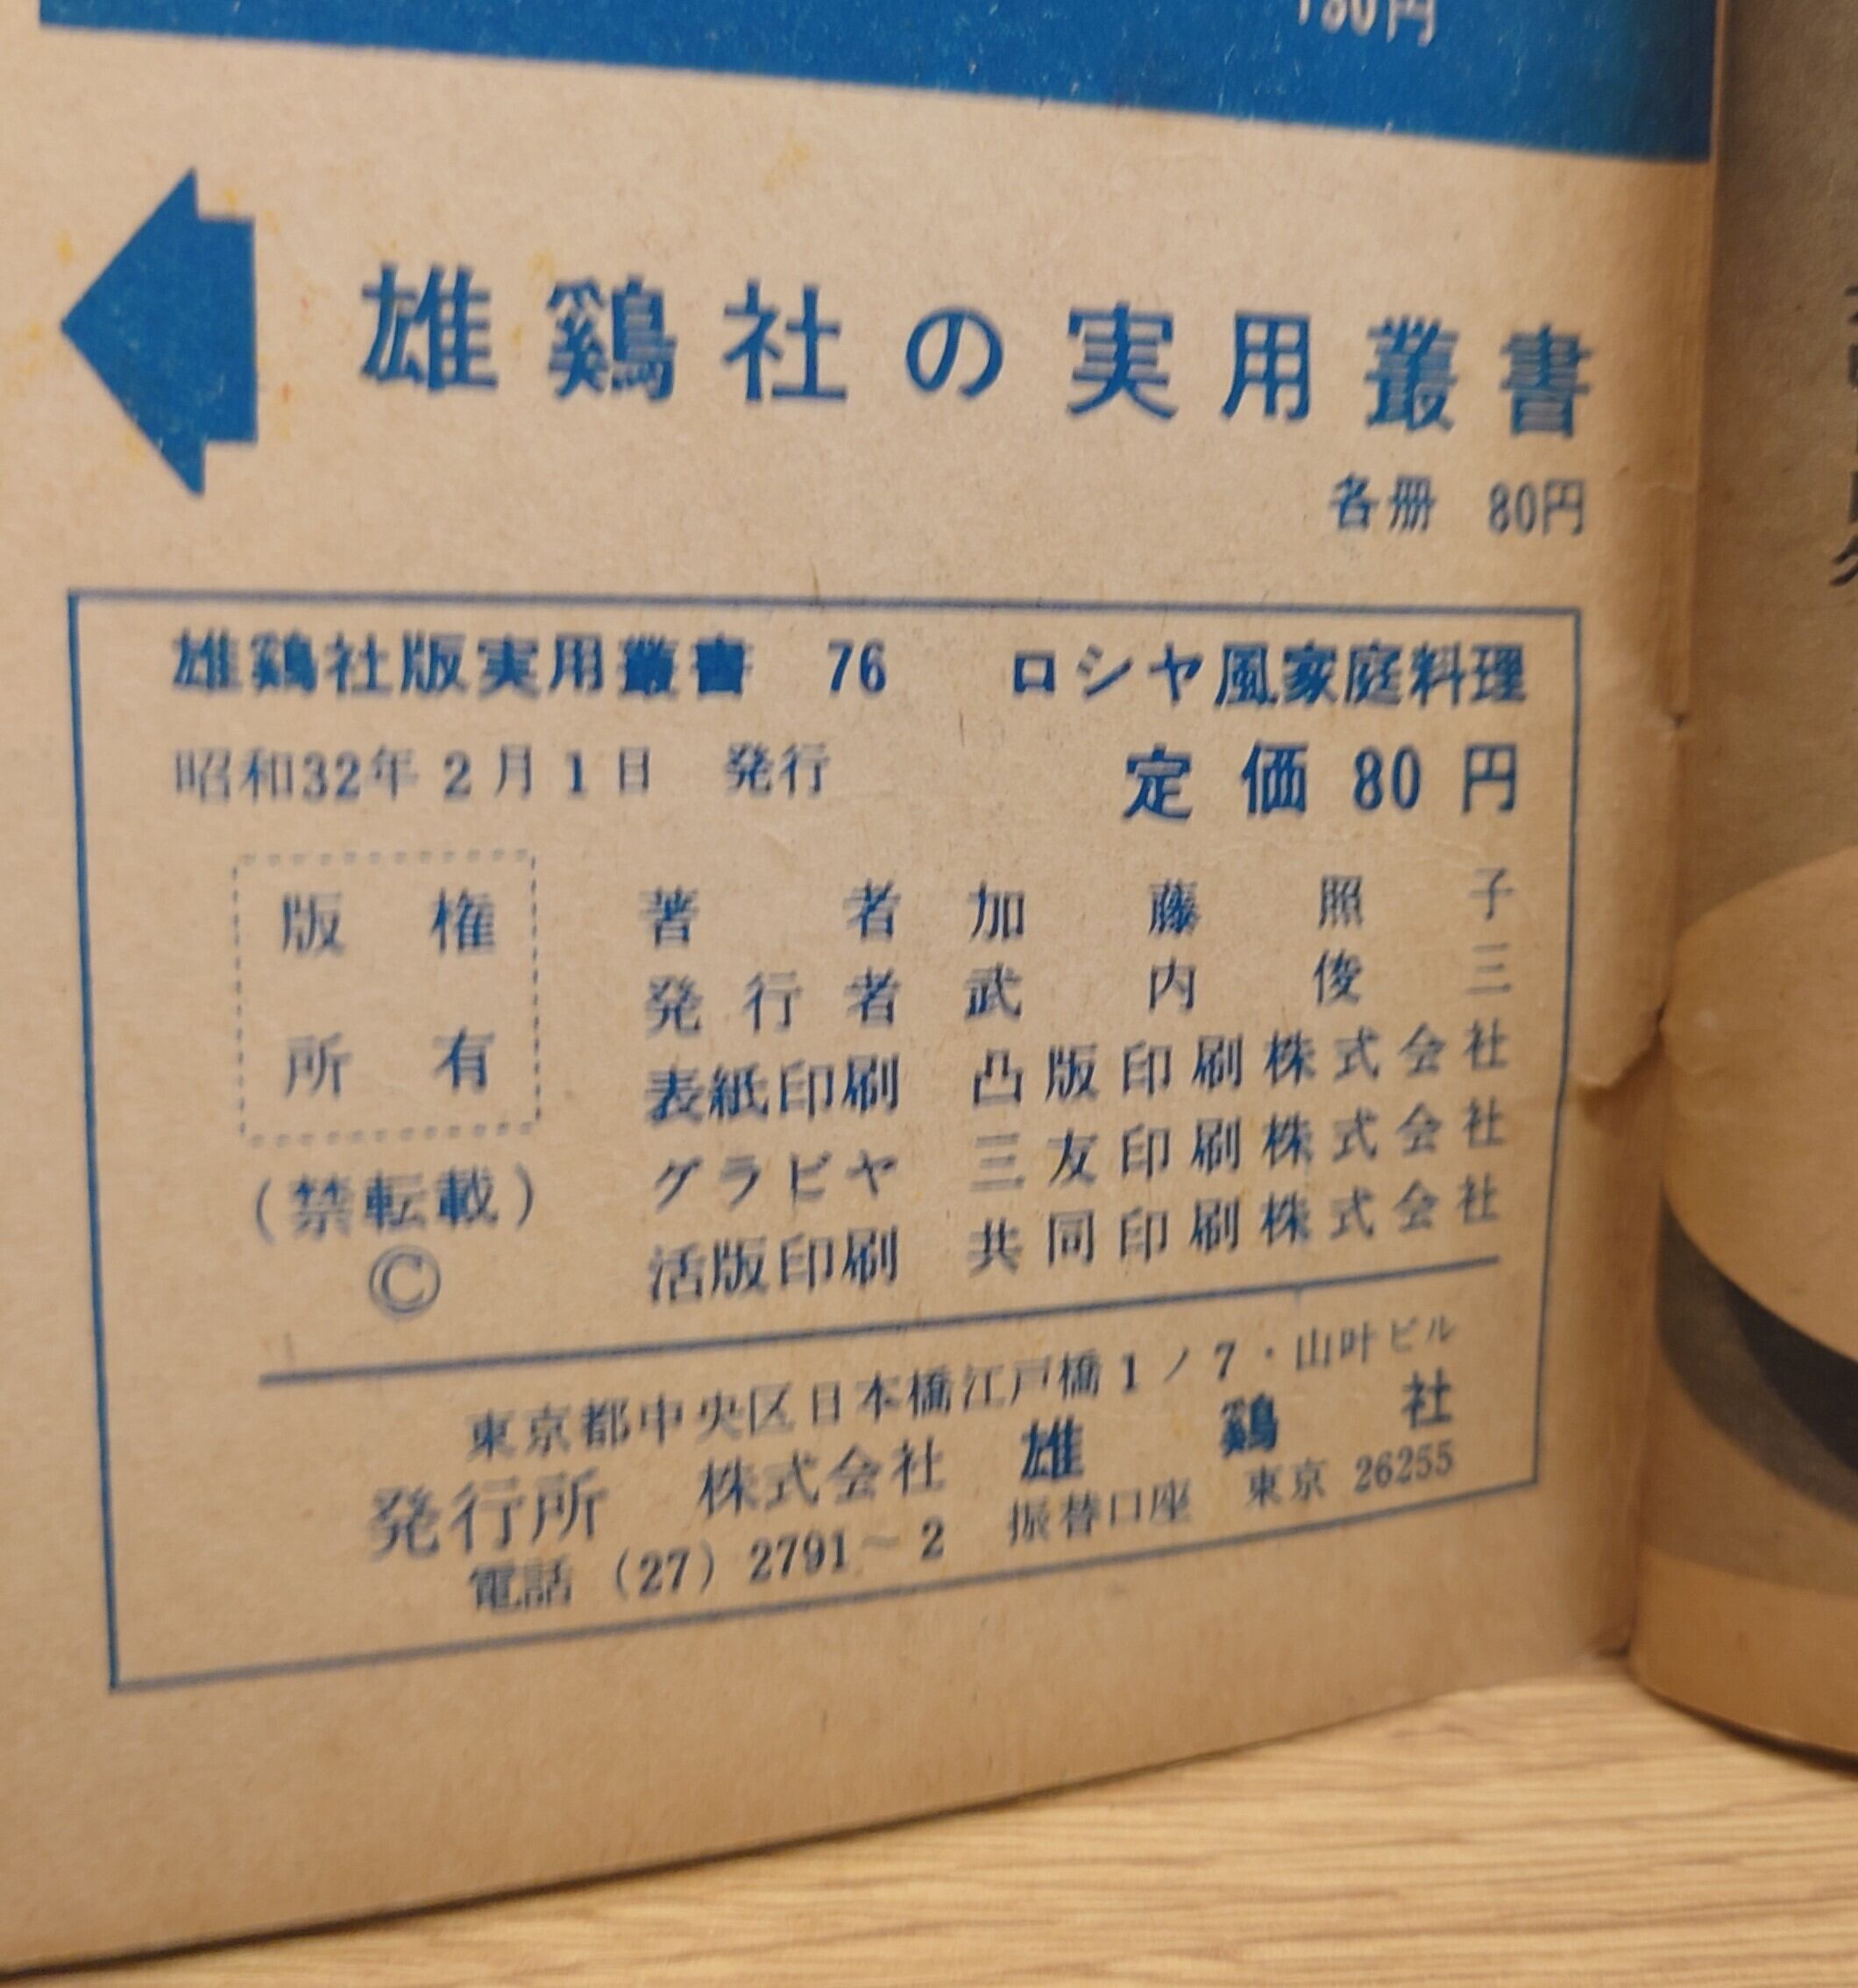 雄鷄社の実用叢書
各册 80円
雄鷄社版実用叢書 76 ロシヤ風家庭料理
昭和32年2月1日 発行 定価80円
版権
所有
(禁転載)
©
著者 加藤照子
発行者 武内俊三
表紙印刷 凸版印刷株式会社
グラビヤ 三友印刷株式会社
活版印刷 共同印刷株式会社
東京都中央区日本橋江戸橋1ノ7・山叶ビル
発行所 株式会社 雄鷄社
電話 (27) 2791~2 振替口座 東京 26255